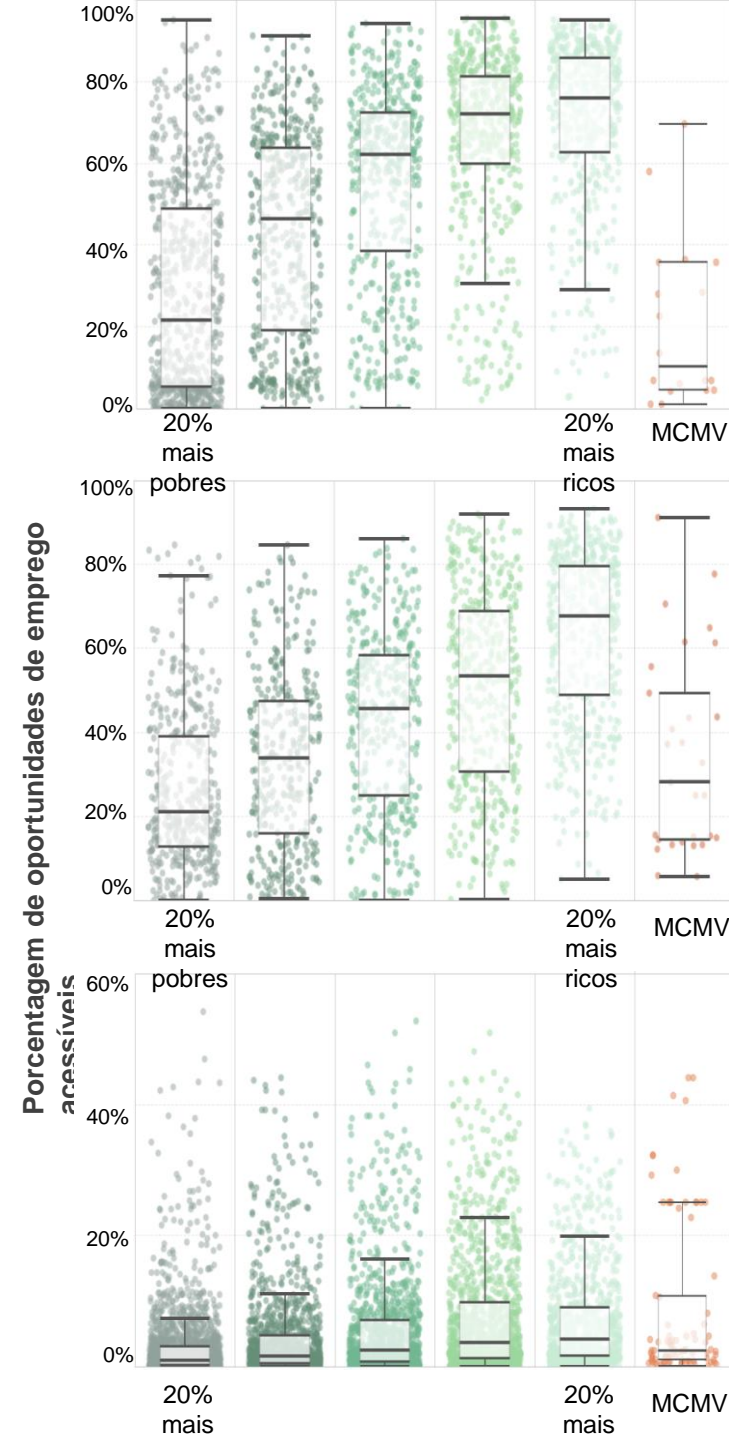 Porcentagem de oportunidades de emprego
acessíveis
100%
80%
60%
40%
20%
0%
20%
mais
pobres
20%
mais
ricos
MCMV
100%
80%
60%
40%
20%
0%
20%
mais
pobres
20%
mais
ricos
MCMV
60%
40%
20%
0%
20%
mais
20%
mais
MCMV